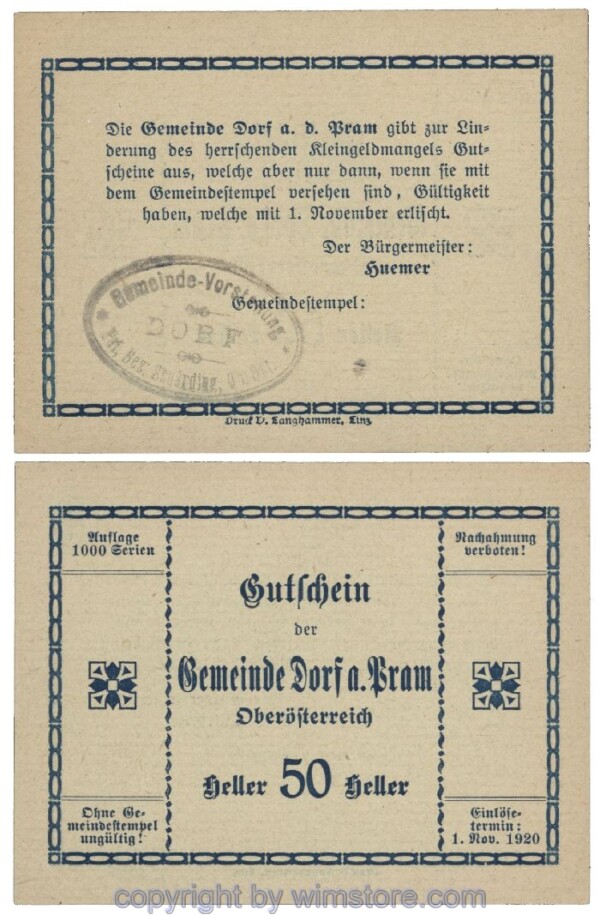 Die Gemeinde Dorf a. d. Pram gibt zur Lin-
derung des herrschenden Kleingeldmangels Gut-
scheine aus, welche aber nur dann, wenn sie mit
dem Gemeindestempel versehen sind, Gültigkeit
haben, welche mit 1. November erlischt.
Der Bürgermeister:
Huemer
Gemeindestempel:
* Gemeinde-Vorstehung *
DORF
Druck V. Langhammer, Linz
Auflage
1000 Serien
Nachahmung
verboten!
Gutschein
der
Gemeinde Dorf a. Pram
Oberösterreich
Heller 50 Heller
Ohne Ge-
meindestempel
ungültig!
Einlöse-
termin:
1. Nov. 1920
copyright by wimstore.com